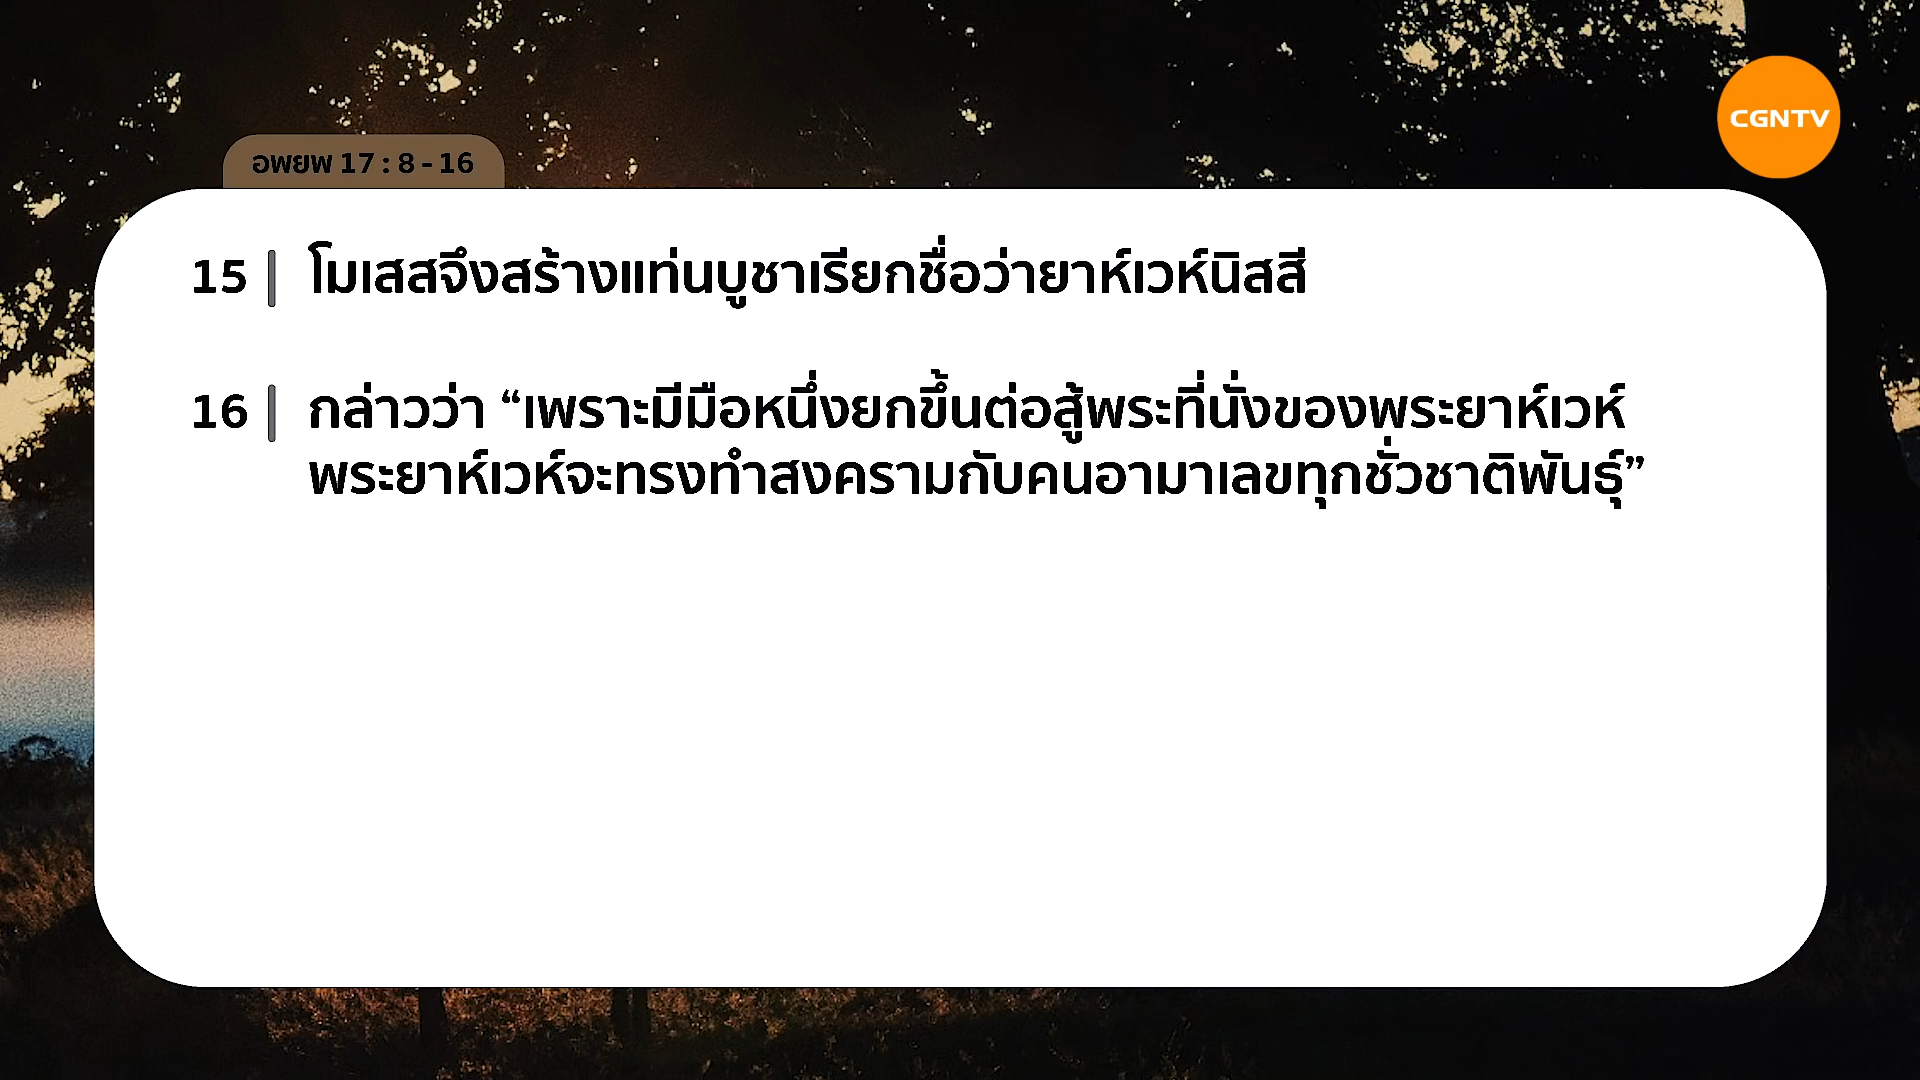 CGNTV
อพยพ 17 : 8 - 16
15 | โมเสสจึงสร้างแท่นบูชาเรียกชื่อว่ายาห์เวห์นิสสี
16 | กล่าวว่า “เพราะมีมือหนึ่งยกขึ้นต่อสู้พระที่นั่งของพระยาห์เวห์
พระยาห์เวห์จะทรงทำสงครามกับคนอามาเลขทุกชั่วชาติพันธุ์”